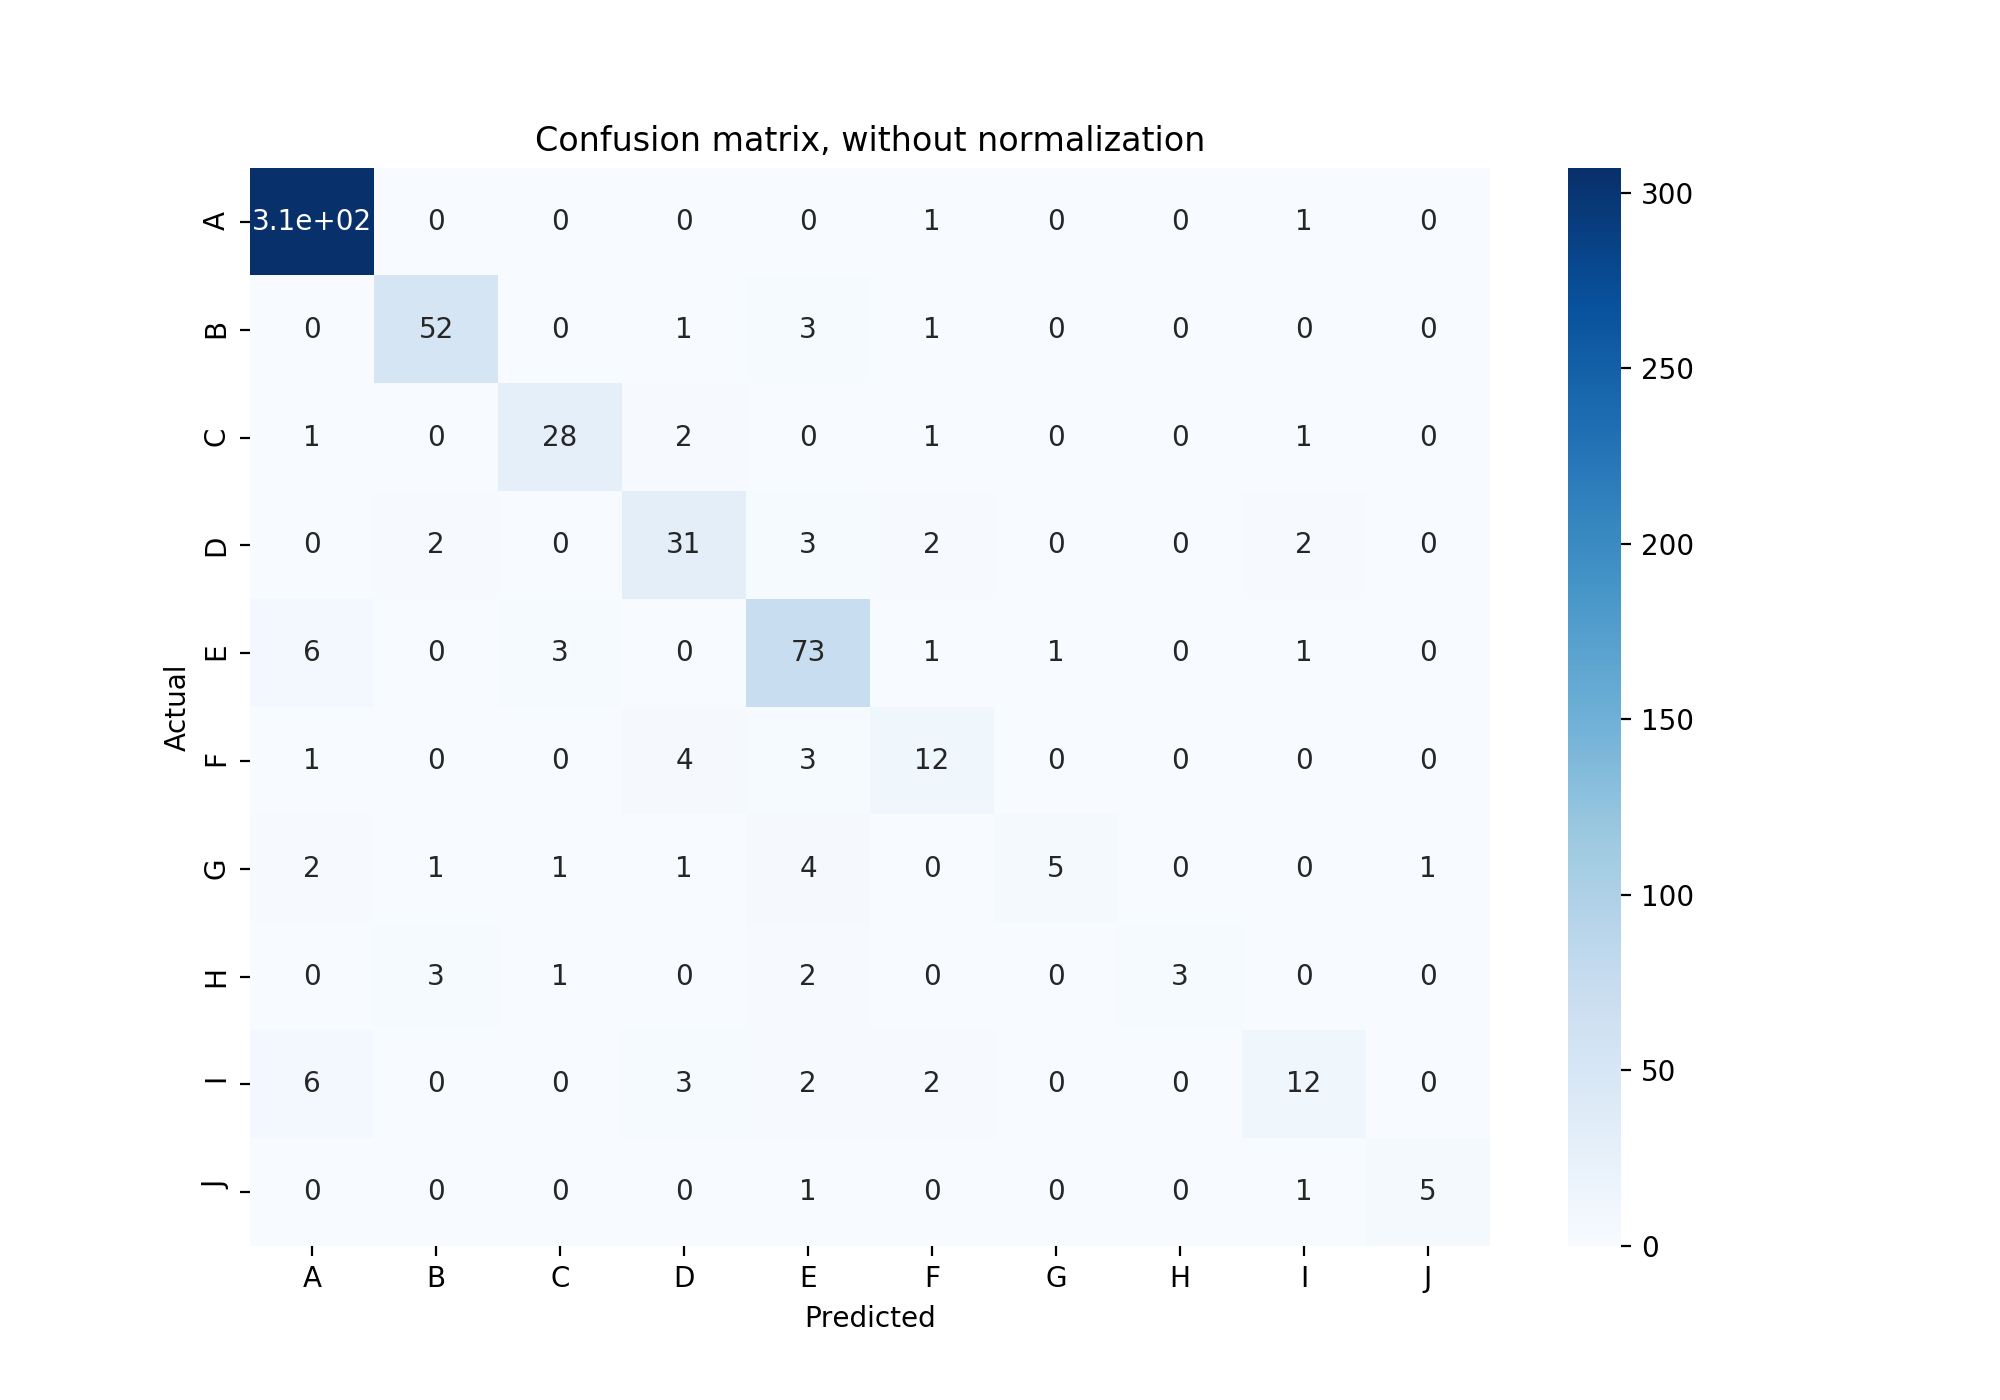 Confusion matrix, without normalization
A 3.1e+02 0 0 0 0 1 0 0 1 0
B 0 52 0 1 3 1 0 0 0 0
C 1 0 28 2 0 1 0 0 1 0
D 0 2 0 31 3 2 0 0 2 0
E 6 0 3 0 73 1 1 0 1 0
F 1 0 0 4 3 12 0 0 0 0
G 2 1 1 1 4 0 5 0 0 1
H 0 3 1 0 2 0 0 3 0 0
I 6 0 0 3 2 2 0 0 12 0
J 0 0 0 0 1 0 0 0 1 5
A B C D E F G H I J
Predicted
Actual
300
250
200
150
100
50
0